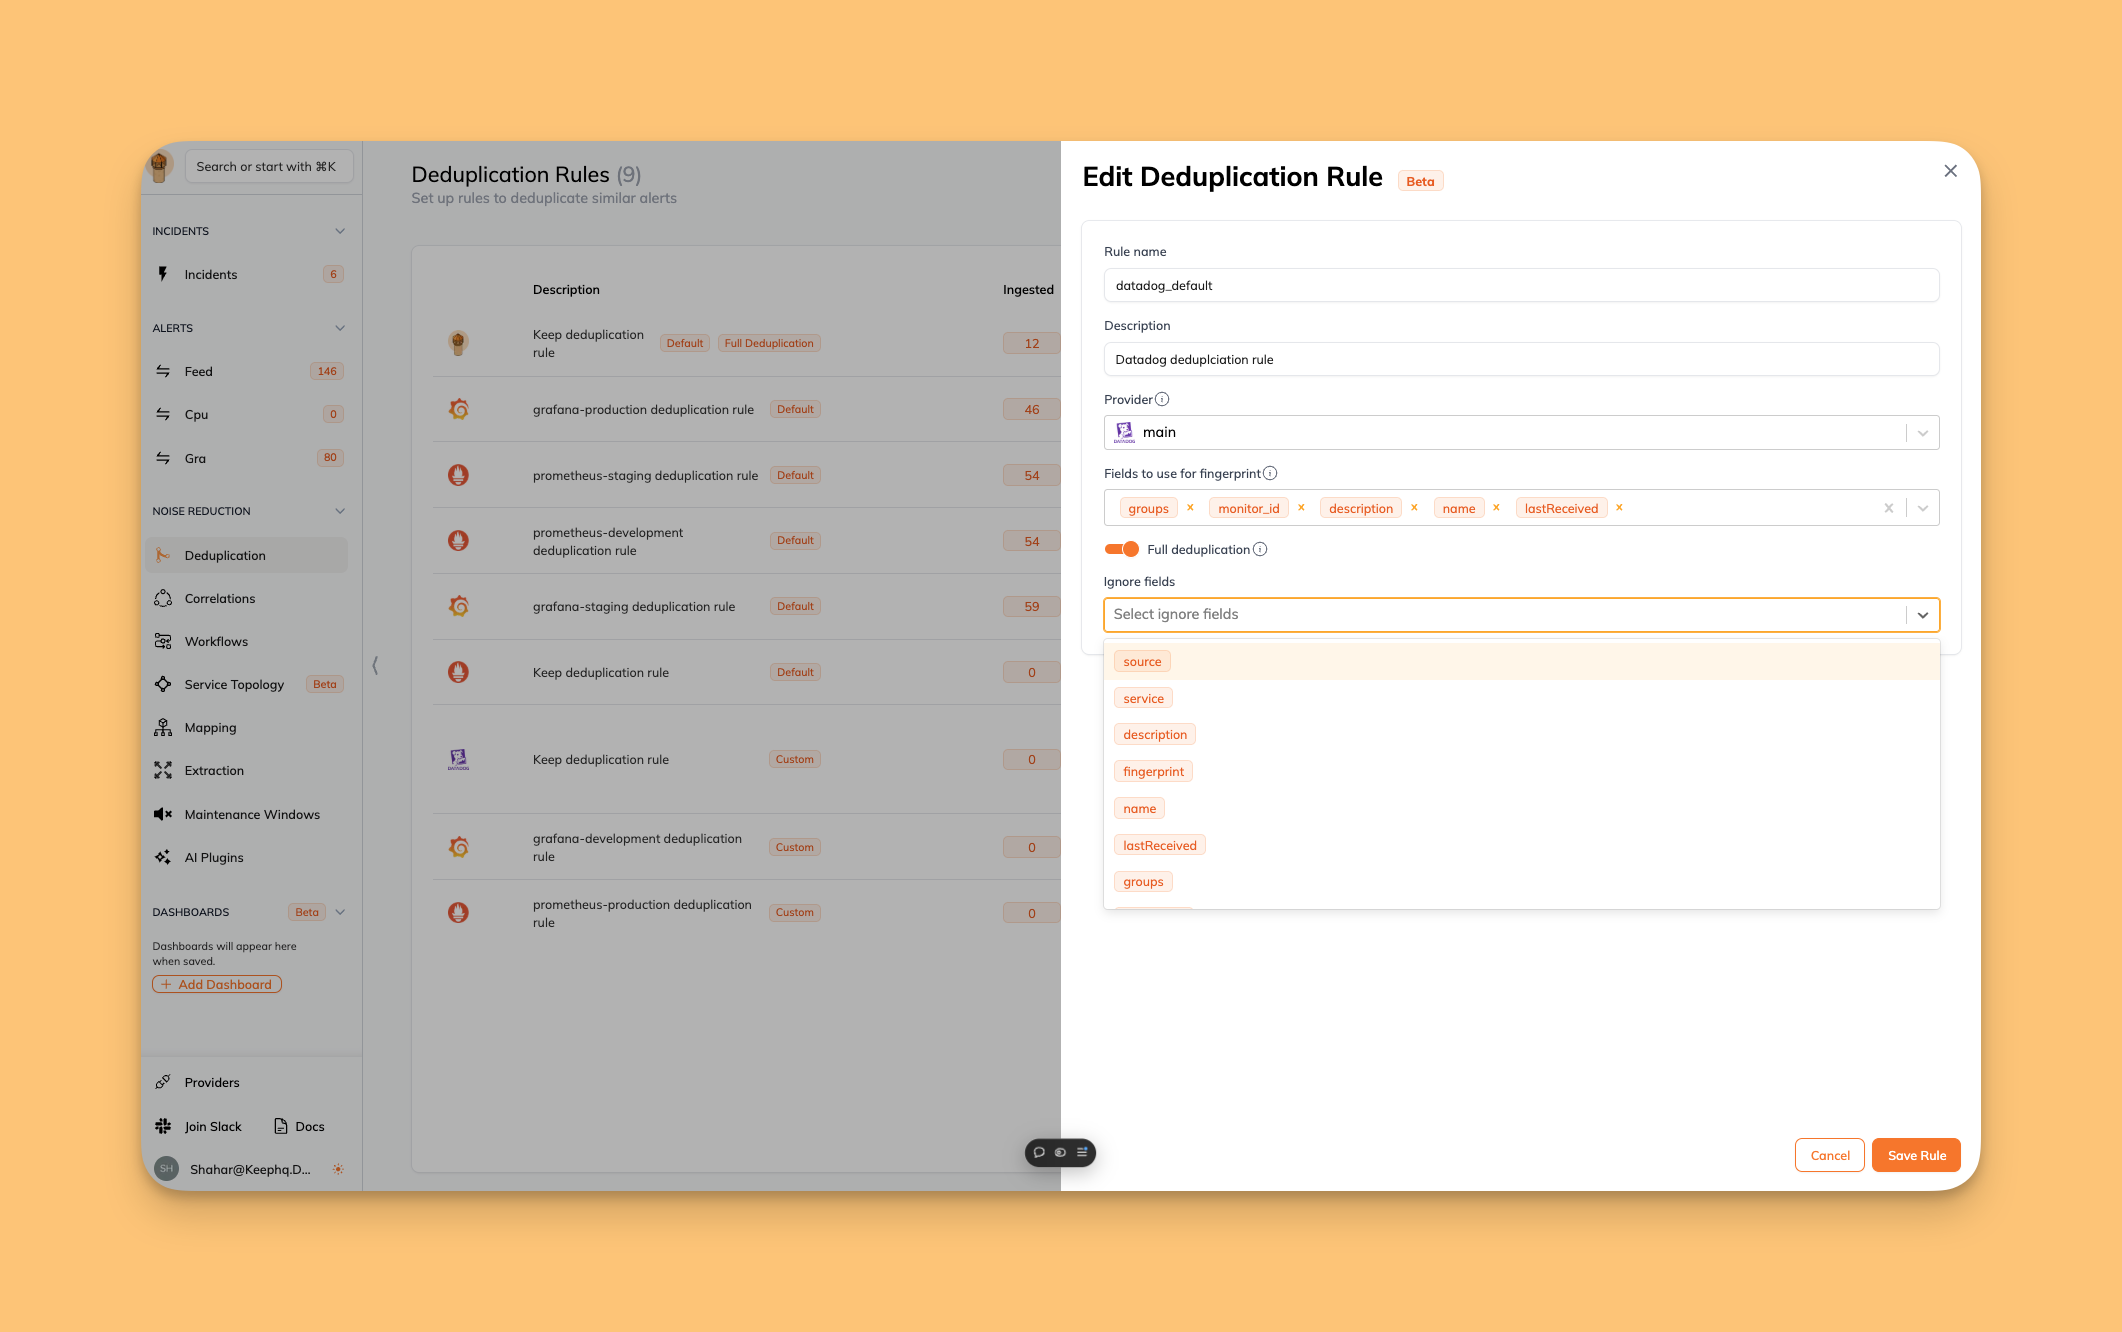 Search or start with ⌘K
INCIDENTS
Incidents 6
ALERTS
Feed 146
Cpu 0
Gra 80
NOISE REDUCTION
Deduplication
Correlations
Workflows
Service Topology Beta
Mapping
Extraction
Maintenance Windows
AI Plugins
DASHBOARDS Beta
Dashboards will appear here
when saved.
+ Add Dashboard
Providers
Join Slack Docs
SH Shahar@Keephq.D...
Deduplication Rules (9)
Set up rules to deduplicate similar alerts
Description Ingested
Keep deduplication
rule Default Full Deduplication 12
grafana-production deduplication rule Default 46
prometheus-staging deduplication rule Default 54
prometheus-development
deduplication rule Default 54
grafana-staging deduplication rule Default 59
Keep deduplication rule Default 0
DATADOG Keep deduplication rule Custom 0
grafana-development deduplication
rule Custom 0
prometheus-production deduplication
rule Custom 0
Edit Deduplication Rule Beta
Rule name
datadog_default
Description
Datadog deduplciation rule
Provider
DATADOG main
Fields to use for fingerprint
groups x monitor_id x description x name x lastReceived x
Full deduplication
Ignore fields
Select ignore fields
source
service
description
fingerprint
name
lastReceived
groups
Cancel Save Rule